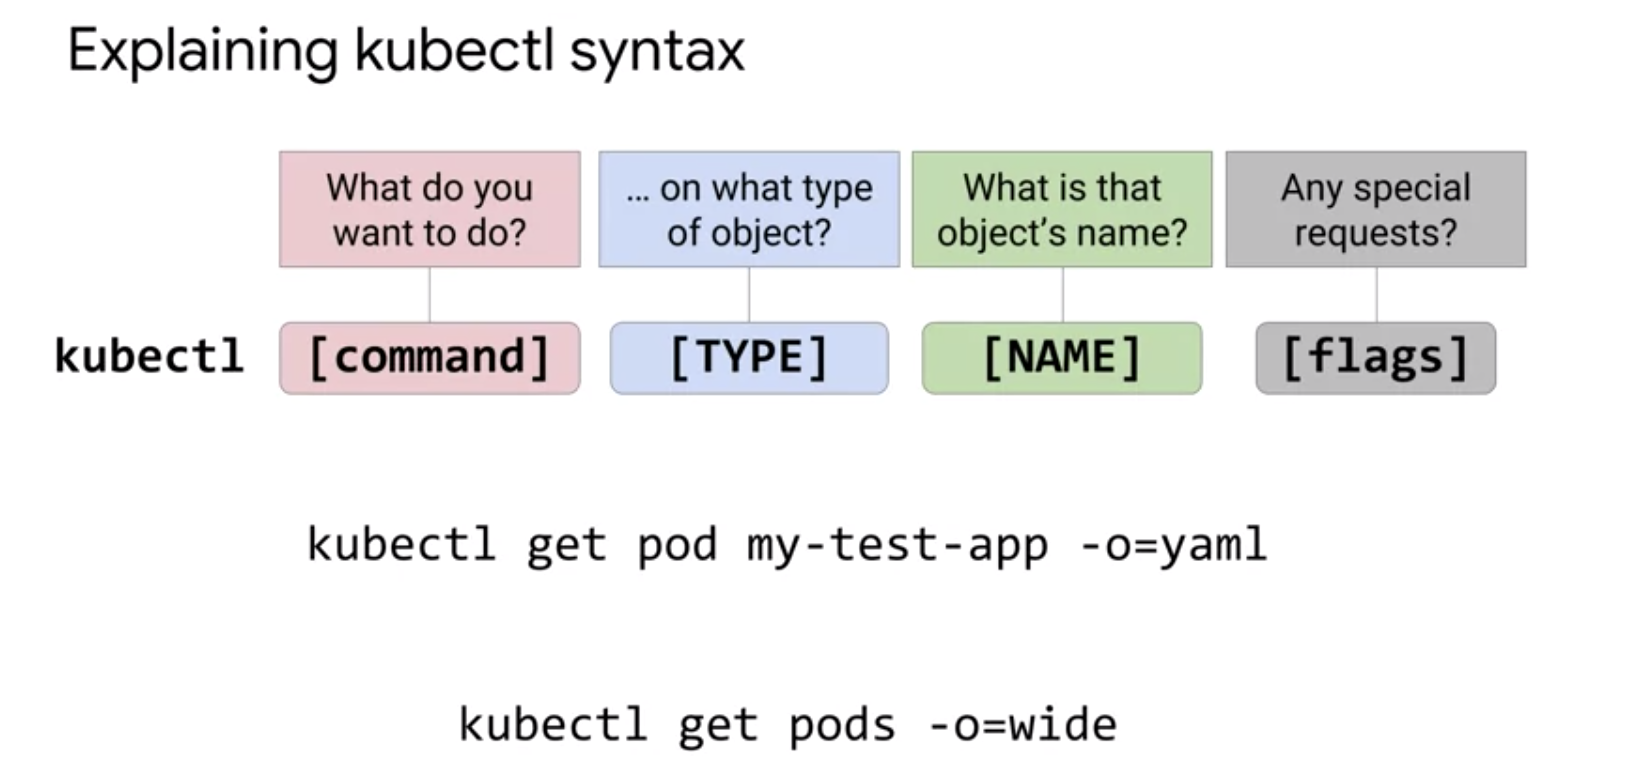 Explaining kubectl syntax
What do you
want to do?
... on what type
of object?
What is that
object's name?
Any special
requests?
kubectl [command] [TYPE] [NAME] [flags]
kubectl get pod my-test-app -o=yaml
kubectl get pods -o=wide